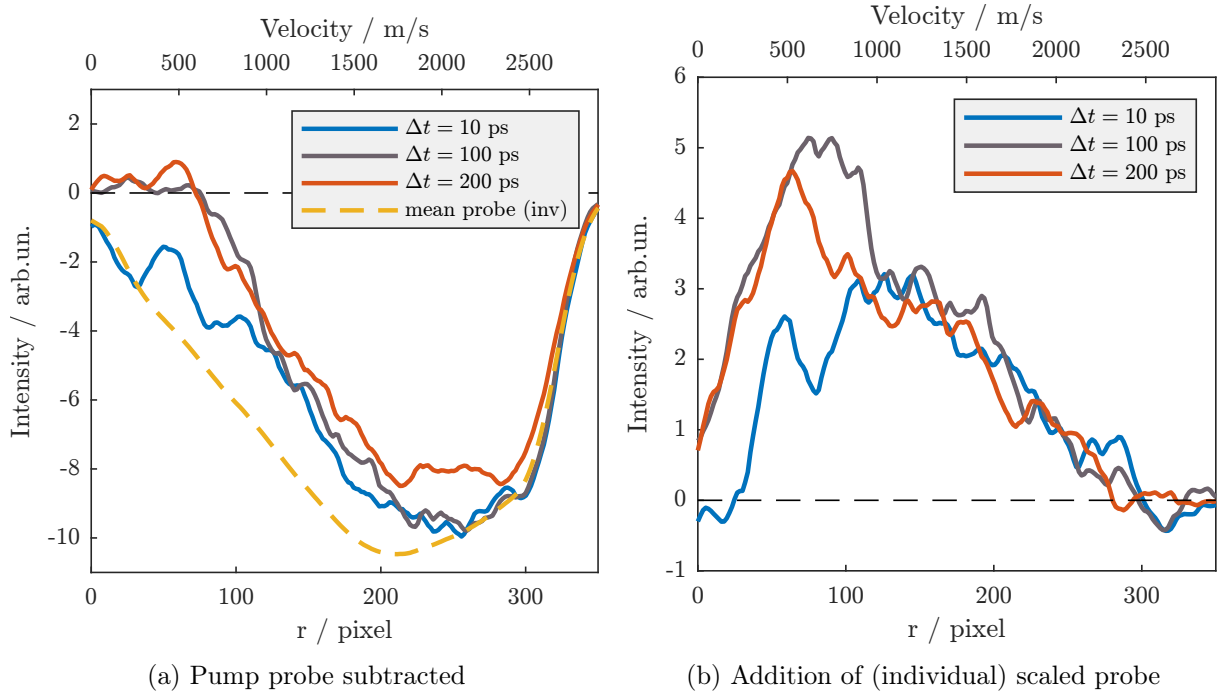 Velocity / m/s
0 500 1000 1500 2000 2500
2
0
-2
-4
-6
-8
-10
Intensity / arb.un.
Δt = 10 ps
Δt = 100 ps
Δt = 200 ps
mean probe (inv)
0 100 200 300
r / pixel
(a) Pump probe subtracted
Velocity / m/s
0 500 1000 1500 2000 2500
6
5
4
3
2
1
0
-1
Intensity / arb.un.
Δt = 10 ps
Δt = 100 ps
Δt = 200 ps
0 100 200 300
r / pixel
(b) Addition of (individual) scaled probe